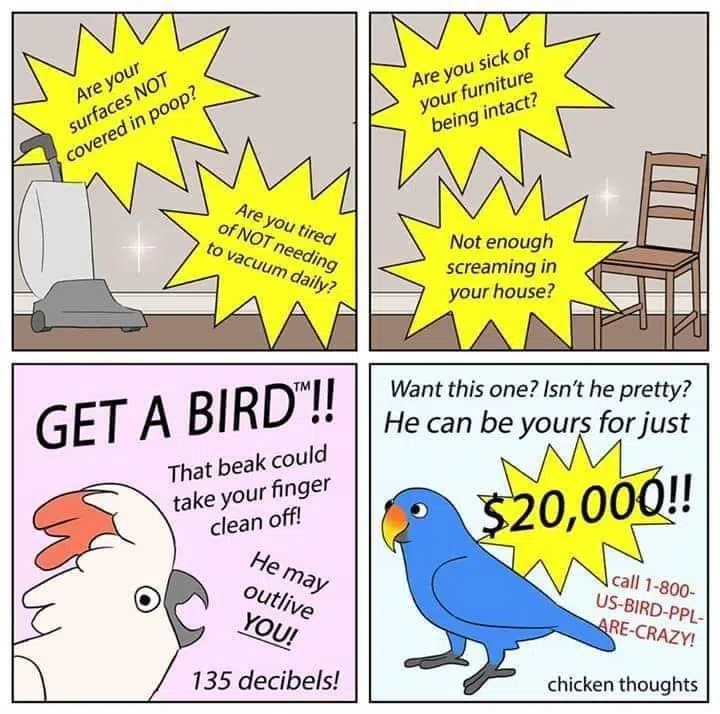 Are your
surfaces NOT
covered in poop?
Are you tired
of NOT needing
to vacuum daily?
Are you sick of
your furniture
being intact?
Not enough
screaming in
your house?
GET A BIRD™!!
That beak could
take your finger
clean off!
He may
outlive
YOU!
135 decibels!
Want this one? Isn't he pretty?
He can be yours for just
$20,000!!
call 1-800-
US-BIRD-PPL-
ARE-CRAZY!
chicken thoughts